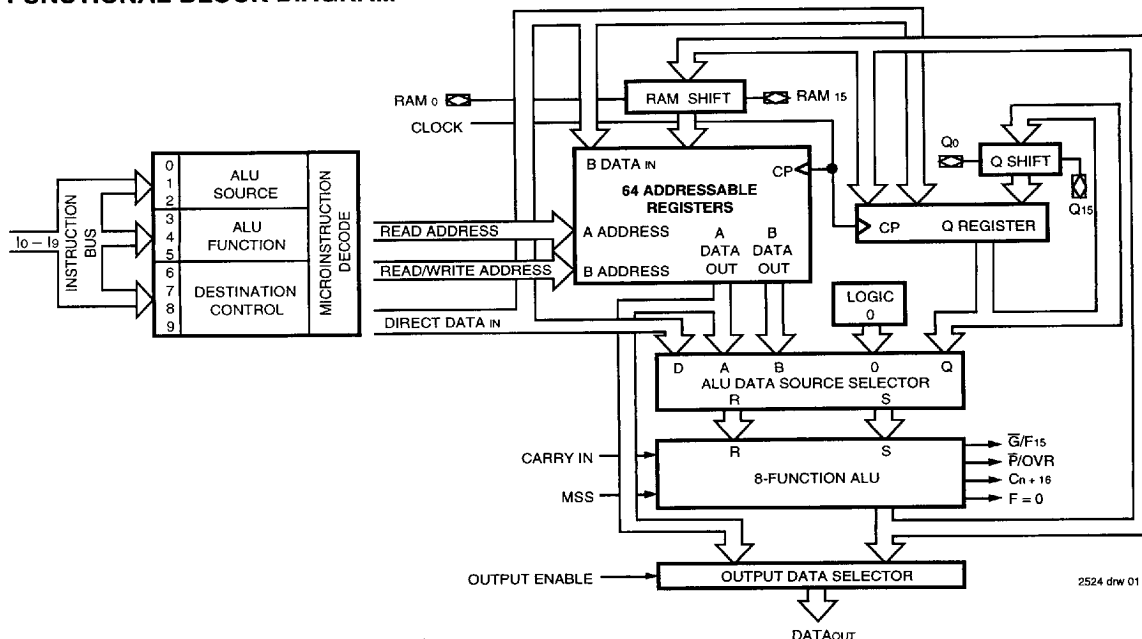 FUNCTIONAL BLOCK DIAGRAM
RAM 0
RAM SHIFT
RAM 15
CLOCK
Q0
Q SHIFT
Q15
I0 – I9
INSTRUCTION
BUS
0
1
2
3
4
5
6
7
8
9
ALU
SOURCE
ALU
FUNCTION
DESTINATION
CONTROL
MICROINSTRUCTION
DECODE
B DATA IN
CP
64 ADDRESSABLE
REGISTERS
READ ADDRESS
A ADDRESS
READ/WRITE ADDRESS
B ADDRESS
A
DATA
OUT
B
DATA
OUT
CP
Q REGISTER
DIRECT DATA IN
LOGIC
0
D A B 0 Q
ALU DATA SOURCE SELECTOR
R S
R S
8-FUNCTION ALU
CARRY IN
MSS
G̅/F15
P̅/OVR
Cn + 16
F = 0
OUTPUT ENABLE
OUTPUT DATA SELECTOR
2524 drw 01
DATAOUT